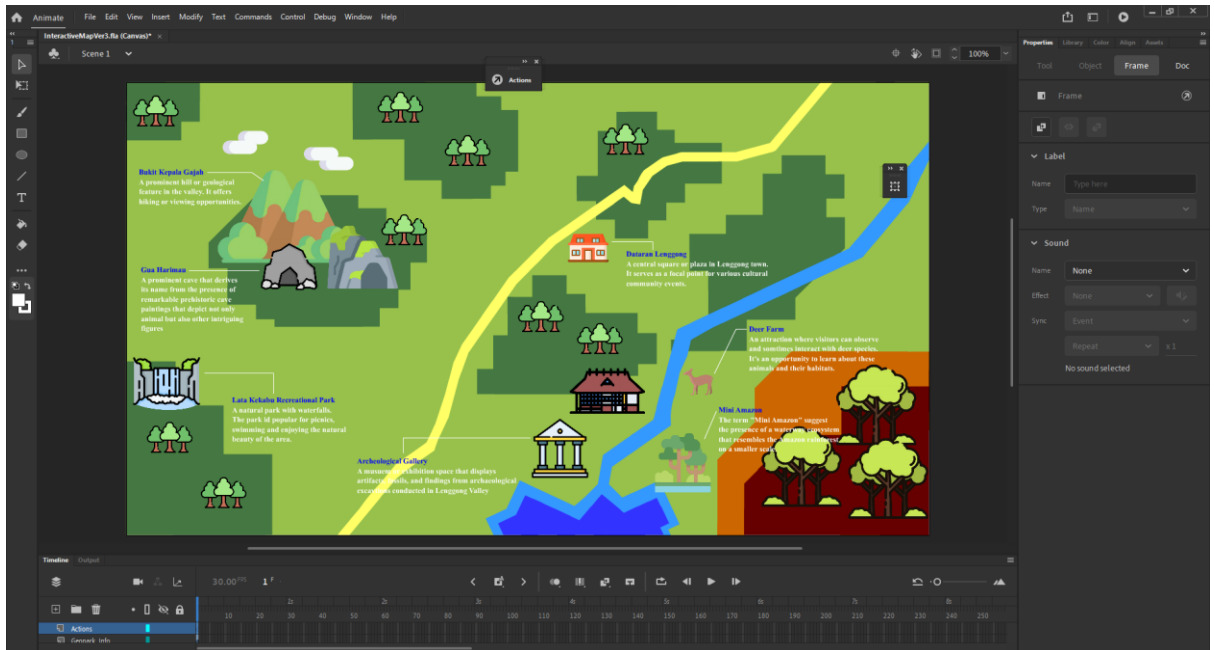 Animate File Edit View Insert Modify Text Commands Control Debug Window Help
InteractiveMapVer3.fla (Canvas)*
Scene 1
100%
Actions
Bukit Kepala Gajah
A prominent hill or geological
feature in the valley. It offers
hiking or viewing opportunities.
Gua Harimau
A prominent cave that derives
its name from the presence of
remarkable prehistoric cave
paintings that depict not only
animal but also other intriguing
figures
Dataran Lenggong
A central square or plaza in Lenggong town.
It serves as a focal point for various cultural
community events.
Deer Farm
An attraction where visitors can observe
and somtimes interact with deer species.
It's an opportunity to learn about these
animals and their habitats.
Lata Kekabu Recreational Park
A natural park with waterfalls.
The park id popular for picnics,
swimming and enjoying the natural
beauty of the area.
Mini Amazon
The term "Mini Amazon" suggest
the presence of a waterway ecosystem
that resembles the Amazon rainforest
on a smaller scale
Archeological Gallery
A museum exhibition space that displays
artifacts, fossils, and findings from archaeological
excavations conducted in Lenggong Valley
Properties Library Color Align Assets
Tool Object Frame Doc
Frame
Label
Name Type here
Type Name
Sound
Name None
Effect None
Sync Event
Repeat x 1
No sound selected
Timeline Output
30.00 FPS 1 F
1s 2s 3s 4s 5s 6s 7s 8s
10 20 30 40 50 60 70 80 90 100 110 120 130 140 150 160 170 180 190 200 210 220 230 240 250
Actions
Geopark_Info